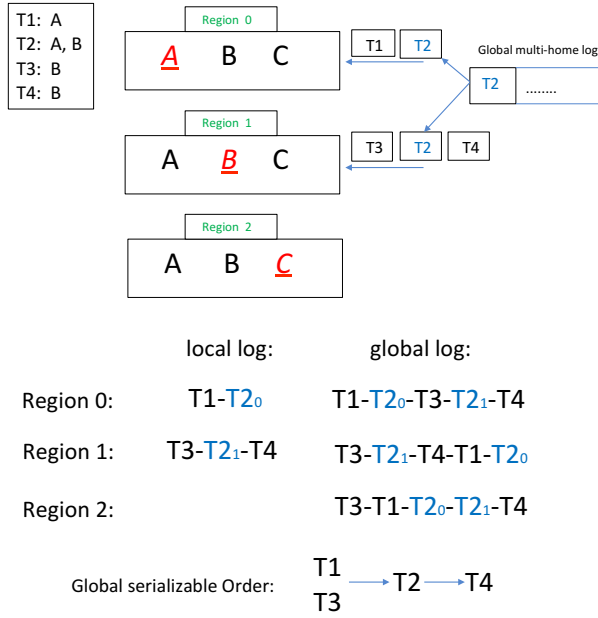 T1: A
T2: A, B
T3: B
T4: B
Region 0
A B C
T1 T2
Global multi-home log
T2 ........
Region 1
A B C
T3 T2 T4
Region 2
A B C
local log: global log:
Region 0: T1-T2₀ T1-T2₀-T3-T2₁-T4
Region 1: T3-T2₁-T4 T3-T2₁-T4-T1-T2₀
Region 2: T3-T1-T2₀-T2₁-T4
Global serializable Order:
T1
T3
T2 T4